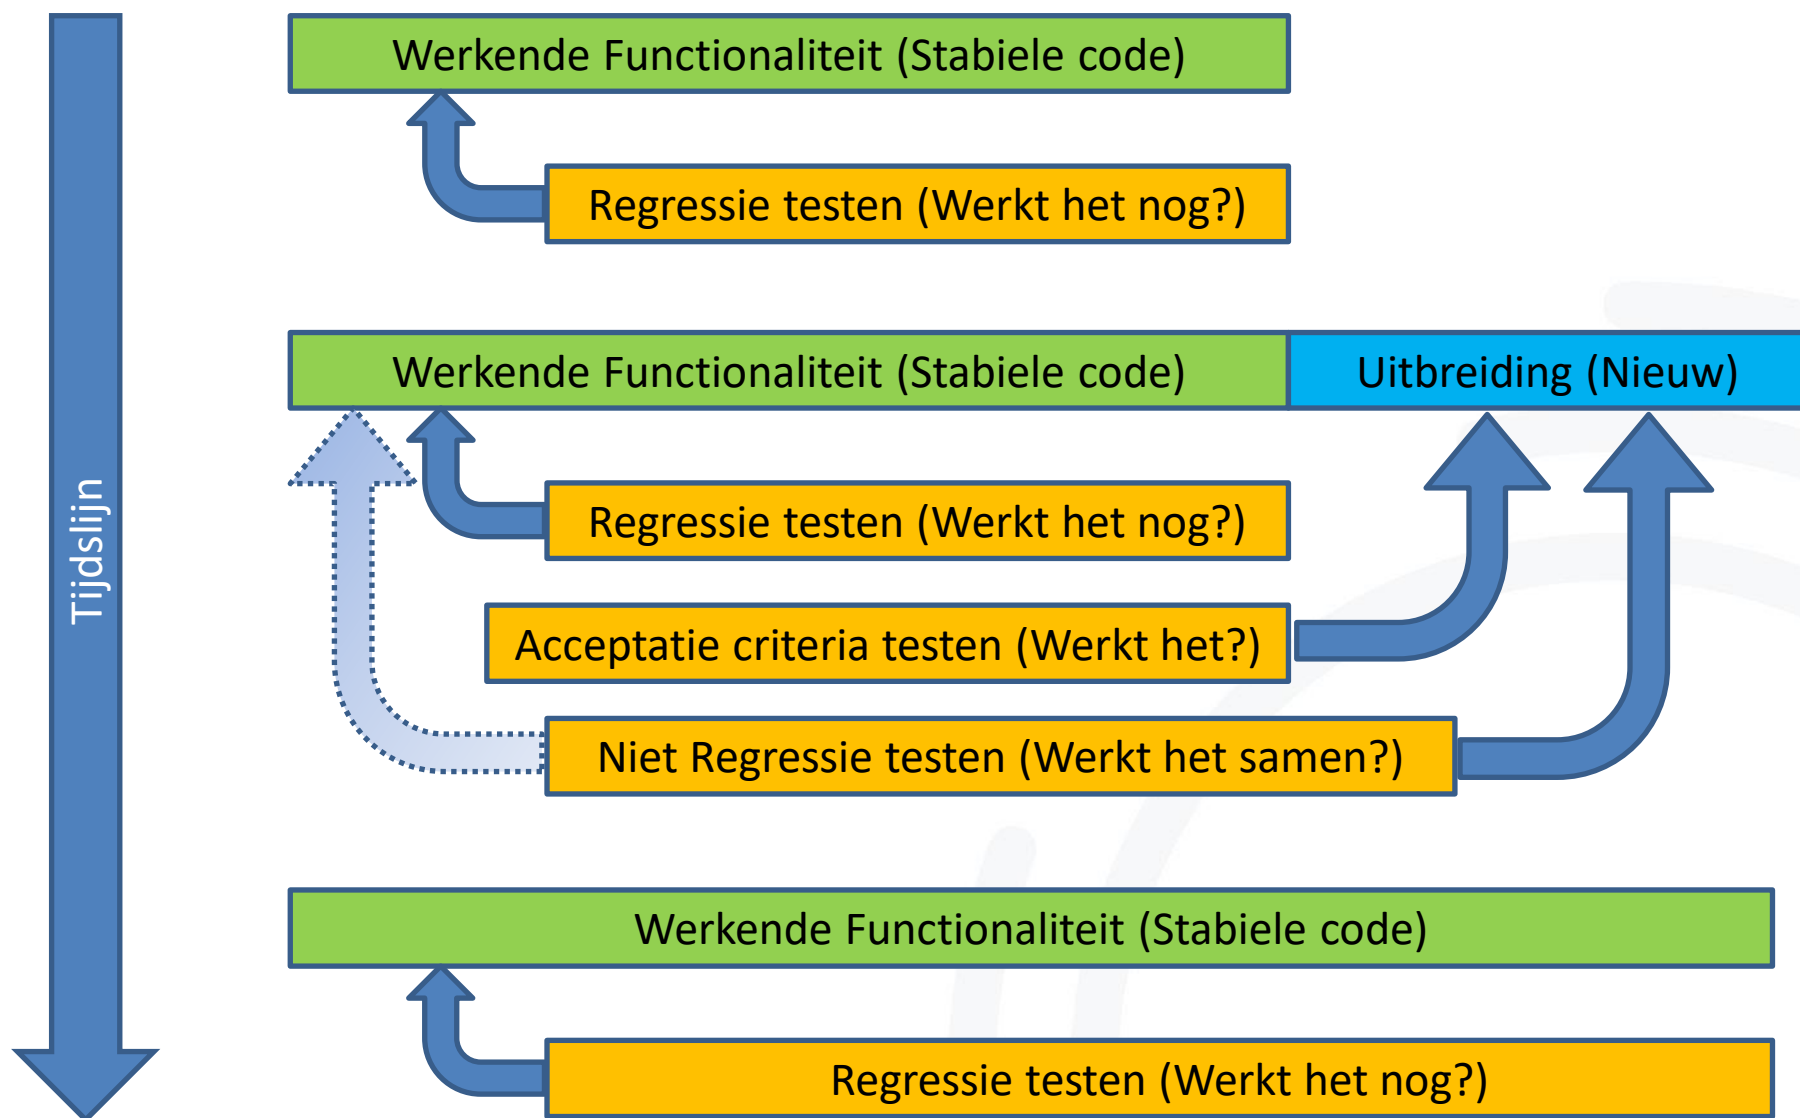 Werkende Functionaliteit (Stabiele code)
Regressie testen (Werkt het nog?)
Werkende Functionaliteit (Stabiele code)
Uitbreiding (Nieuw)
Tijdslijn
Regressie testen (Werkt het nog?)
Acceptatie criteria testen (Werkt het?)
Niet Regressie testen (Werkt het samen?)
Werkende Functionaliteit (Stabiele code)
Regressie testen (Werkt het nog?)